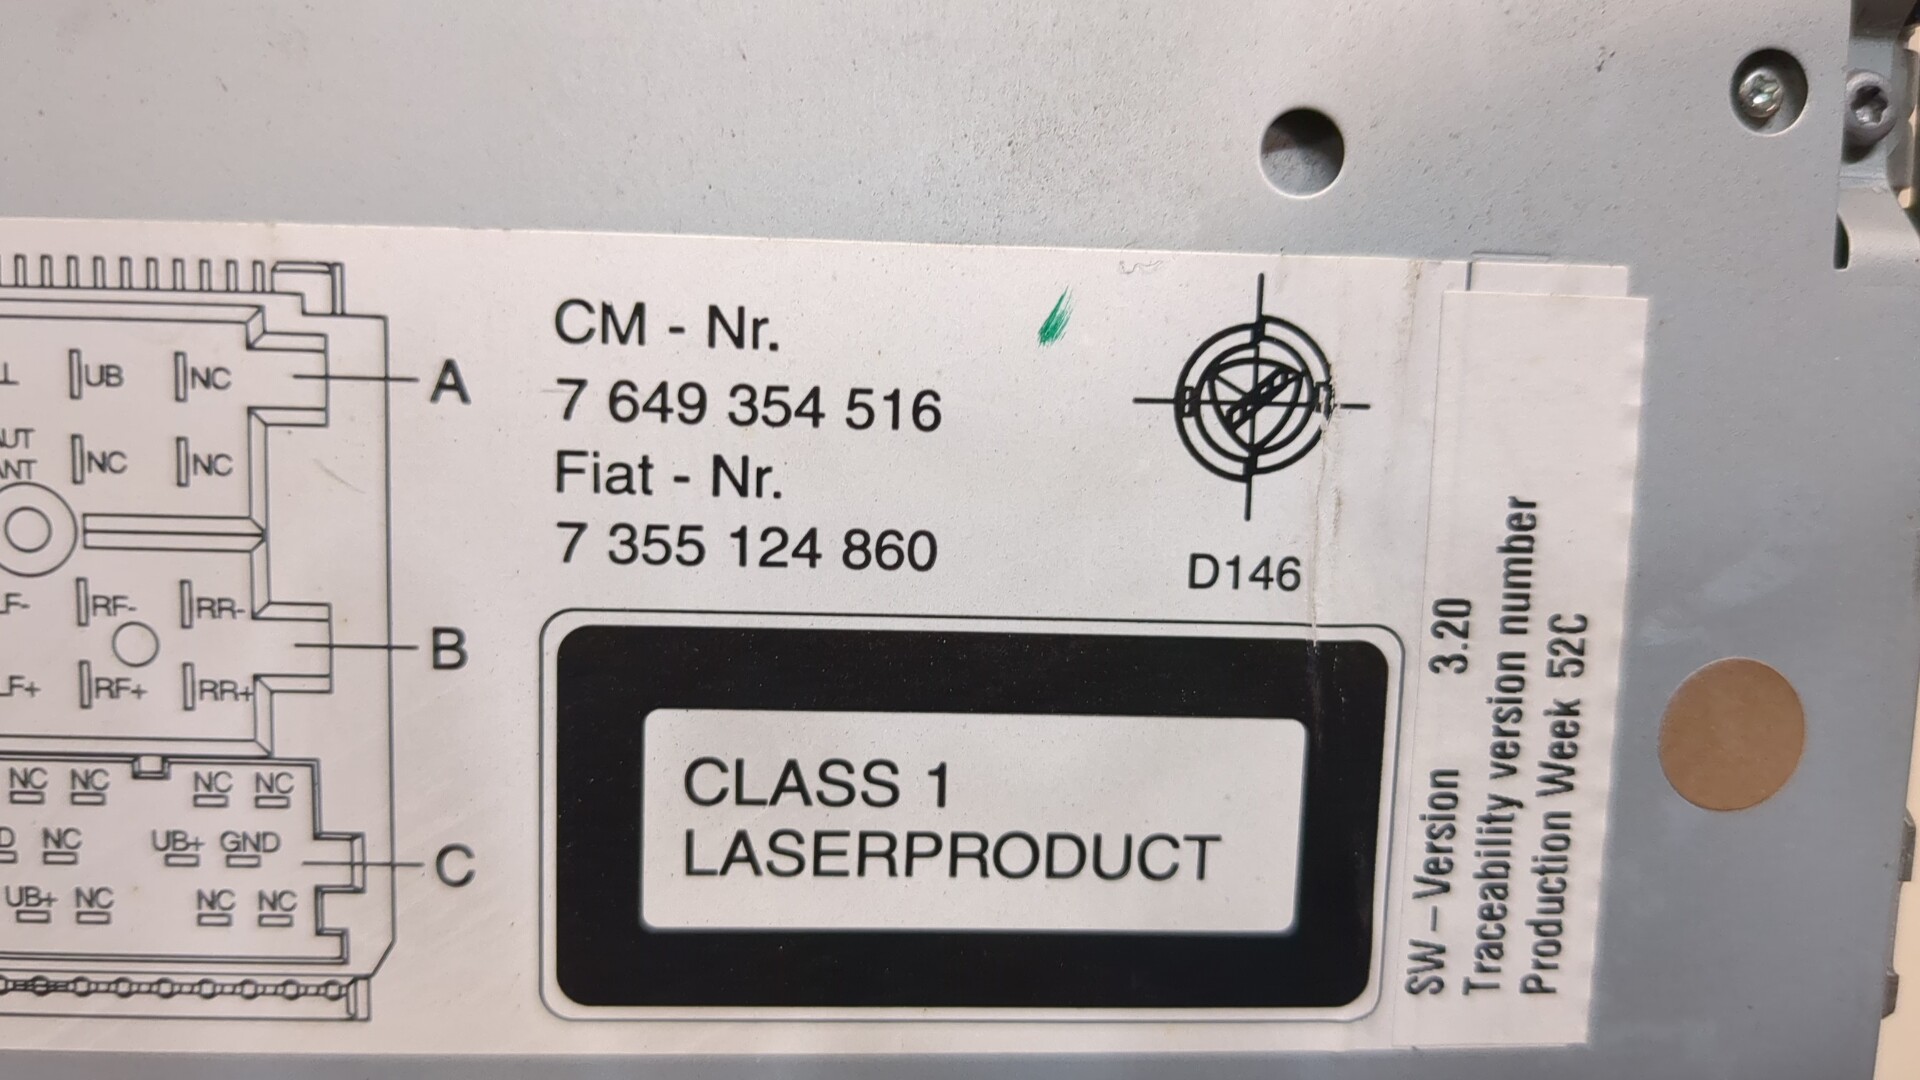 UB NC
A
NC NC
RF- RR-
B
RF+ RR+
NC NC NC NC
NC UB+ GND
C
UB+ NC NC NC
CM - Nr.
7 649 354 516
Fiat - Nr.
7 355 124 860
D146
CLASS 1
LASERPRODUCT
SW-Version 3.20
Traceability version number
Production Week 52C